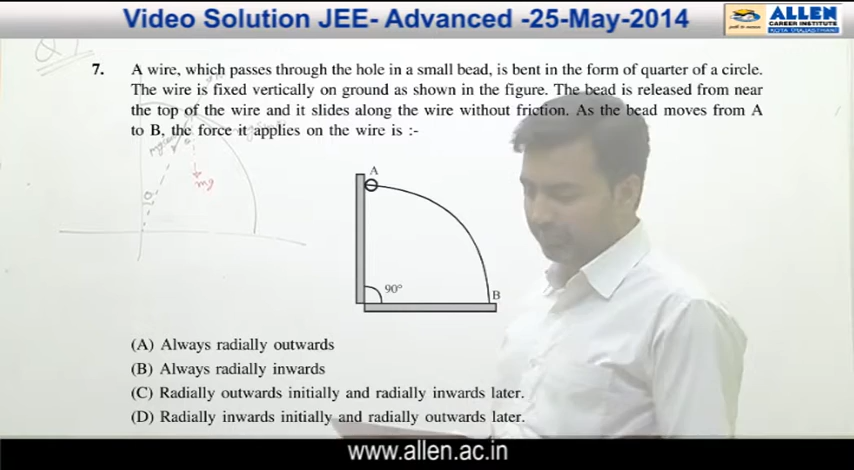 Video Solution JEE- Advanced -25-May-2014
ALLEN
CAREER INSTITUTE
KOTA (RAJASTHAN)
7. A wire, which passes through the hole in a small bead, is bent in the form of quarter of a circle.
The wire is fixed vertically on ground as shown in the figure. The bead is released from near
the top of the wire and it slides along the wire without friction. As the bead moves from A
to B, the force it applies on the wire is :-
mg
A
90°
B
(A) Always radially outwards
(B) Always radially inwards
(C) Radially outwards initially and radially inwards later.
(D) Radially inwards initially and radially outwards later.
www.allen.ac.in